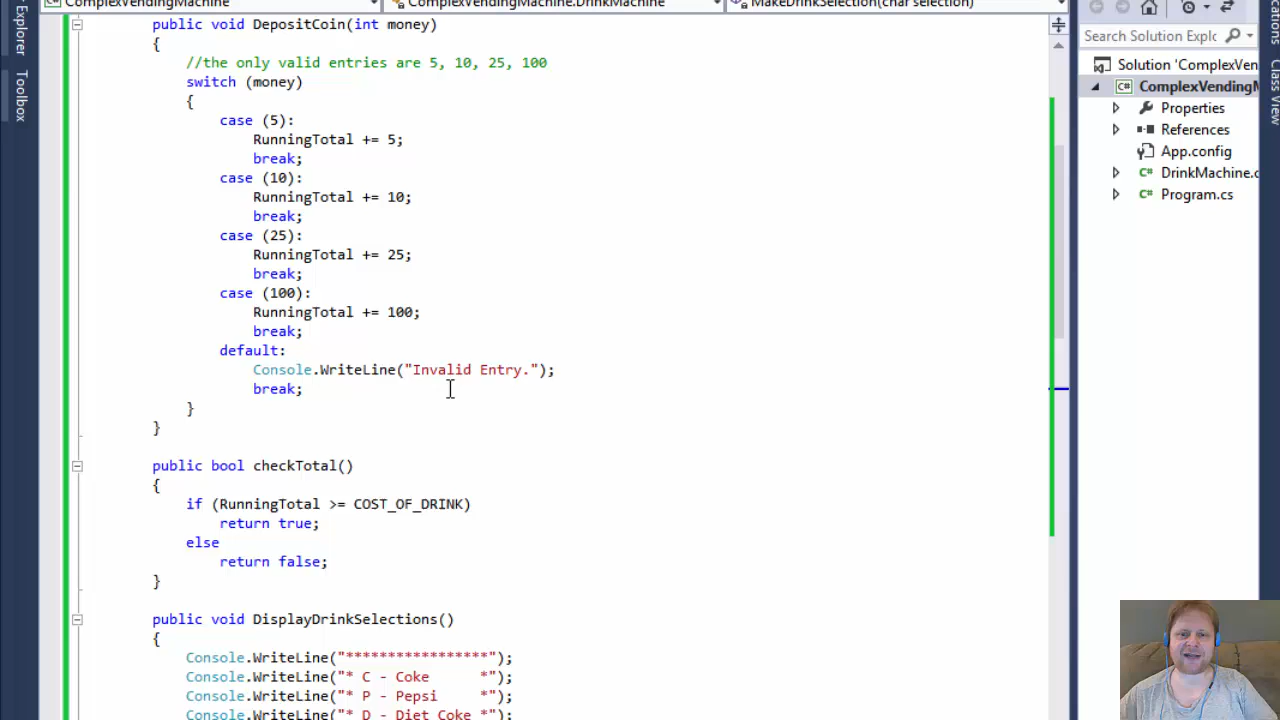 ComplexVendingMachine
ComplexVendingMachine.DrinkMachine
MakeDrinkSelection(char selection)
Explorer
Toolbox
public void DepositCoin(int money)
{
//the only valid entries are 5, 10, 25, 100
switch (money)
{
case (5):
RunningTotal += 5;
break;
case (10):
RunningTotal += 10;
break;
case (25):
RunningTotal += 25;
break;
case (100):
RunningTotal += 100;
break;
default:
Console.WriteLine("Invalid Entry.");
break;
}
}
public bool checkTotal()
{
if (RunningTotal >= COST_OF_DRINK)
return true;
else
return false;
}
public void DisplayDrinkSelections()
{
Console.WriteLine("*****************");
Console.WriteLine("* C - Coke      *");
Console.WriteLine("* P - Pepsi     *");
Console.WriteLine("* D - Diet Coke *");
Search Solution Explo
Solution 'ComplexVen
ComplexVendingM
Properties
References
App.config
DrinkMachine.c
Program.cs
Class View